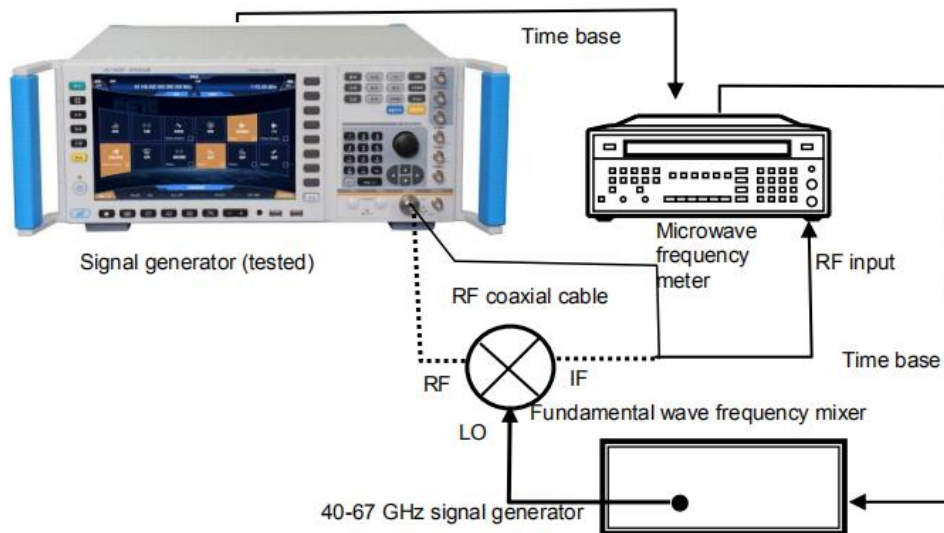 Time base
Signal generator (tested)
Microwave
frequency
meter
RF input
RF coaxial cable
Time base
RF
IF
LO
Fundamental wave frequency mixer
40-67 GHz signal generator